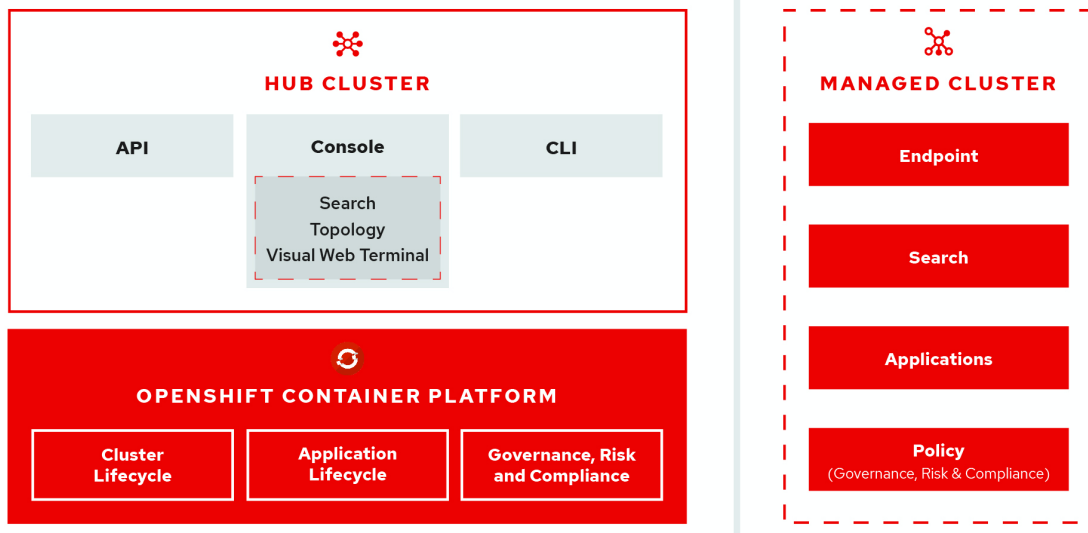 HUB CLUSTER
API
Console
CLI
Search
Topology
Visual Web Terminal
OPENSHIFT CONTAINER PLATFORM
Cluster
Lifecycle
Application
Lifecycle
Governance, Risk
and Compliance
MANAGED CLUSTER
Endpoint
Search
Applications
Policy
(Governance, Risk & Compliance)